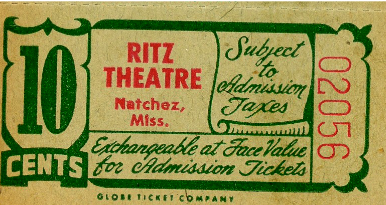 10
CENTS
RITZ
THEATRE
Natchez,
Miss.
Subject
to
Admission
Taxes
Exchangeable at Face Value
for Admission Tickets
02056
GLOBE TICKET COMPANY